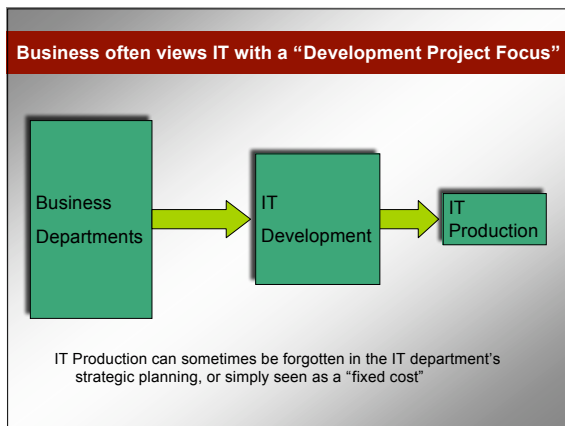 Business often views IT with a “Development Project Focus”
Business
Departments
IT
Development
IT
Production
IT Production can sometimes be forgotten in the IT department’s
strategic planning, or simply seen as a “fixed cost”